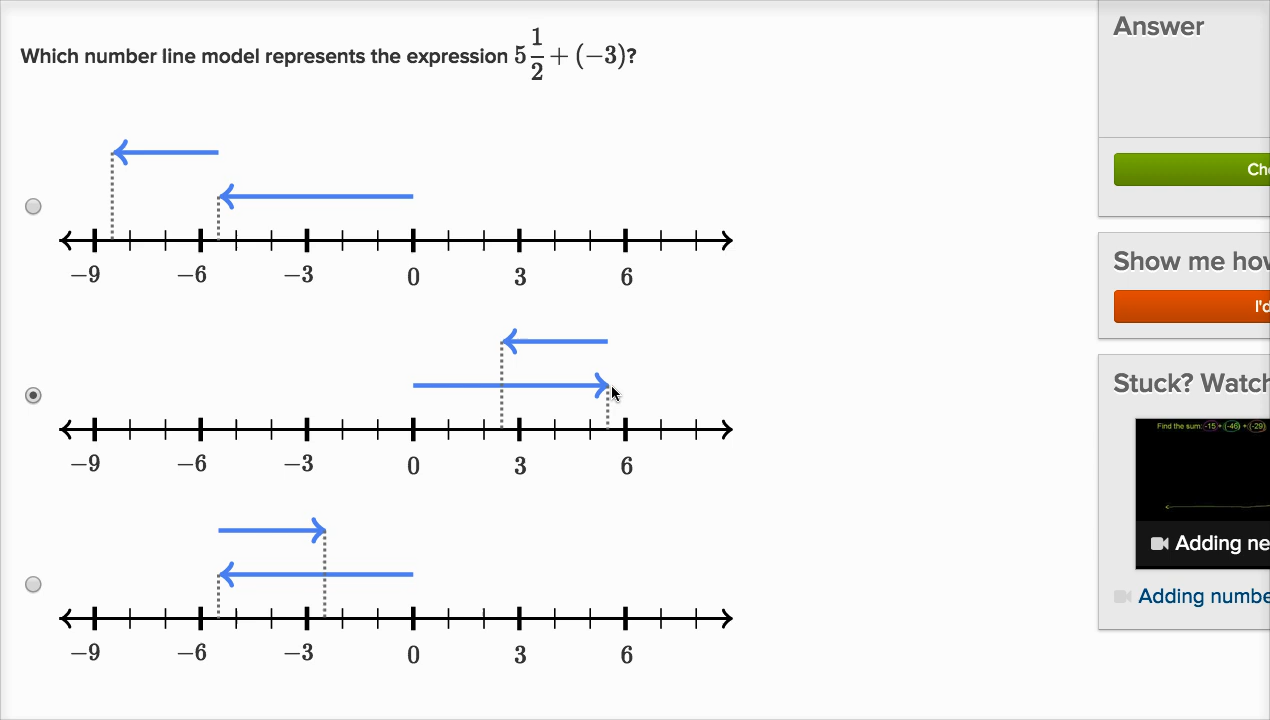 Which number line model represents the expression 5 1/2 + (−3)?
−9 −6 −3 0 3 6
−9 −6 −3 0 3 6
−9 −6 −3 0 3 6
Answer
Che
Show me how
I'd
Stuck? Watch
Find the sum: -15 + (-46) + (-29)
Adding ne
Adding numbe